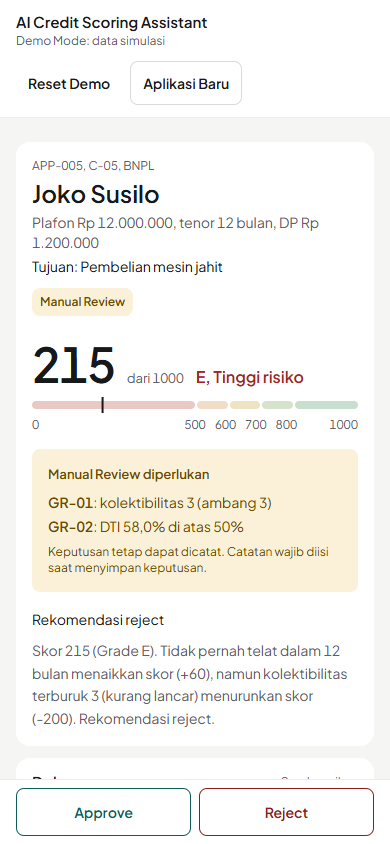 AI Credit Scoring Assistant
Demo Mode: data simulasi
Reset Demo
Aplikasi Baru
APP-005, C-05, BNPL
Joko Susilo
Plafon Rp 12.000.000, tenor 12 bulan, DP Rp
1.200.000
Tujuan: Pembelian mesin jahit
Manual Review
215 dari 1000 E, Tinggi risiko
0 500 600 700 800 1000
Manual Review diperlukan
GR-01: kolektibilitas 3 (ambang 3)
GR-02: DTI 58,0% di atas 50%
Keputusan tetap dapat dicatat. Catatan wajib diisi
saat menyimpan keputusan.
Rekomendasi reject
Skor 215 (Grade E). Tidak pernah telat dalam 12
bulan menaikkan skor (+60), namun kolektibilitas
terburuk 3 (kurang lancar) menurunkan skor
(-200). Rekomendasi reject.
Approve
Reject